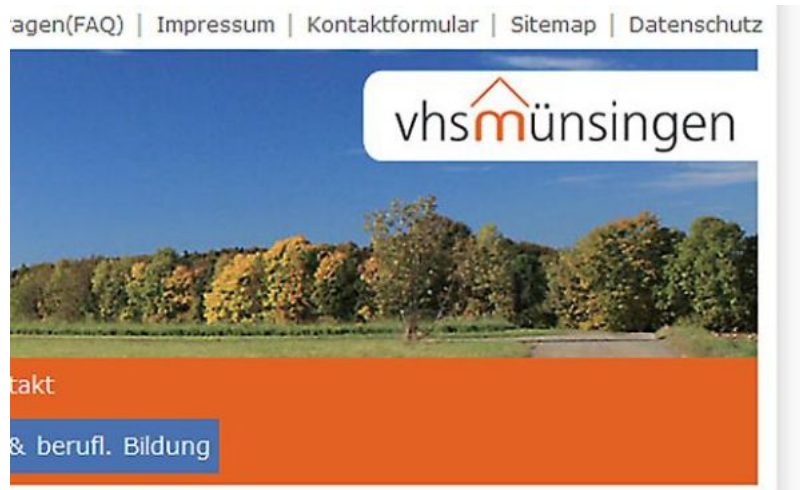 agen(FAQ) | Impressum | Kontaktformular | Sitemap | Datenschutz
vhsmünsingen
takt
& berufl. Bildung